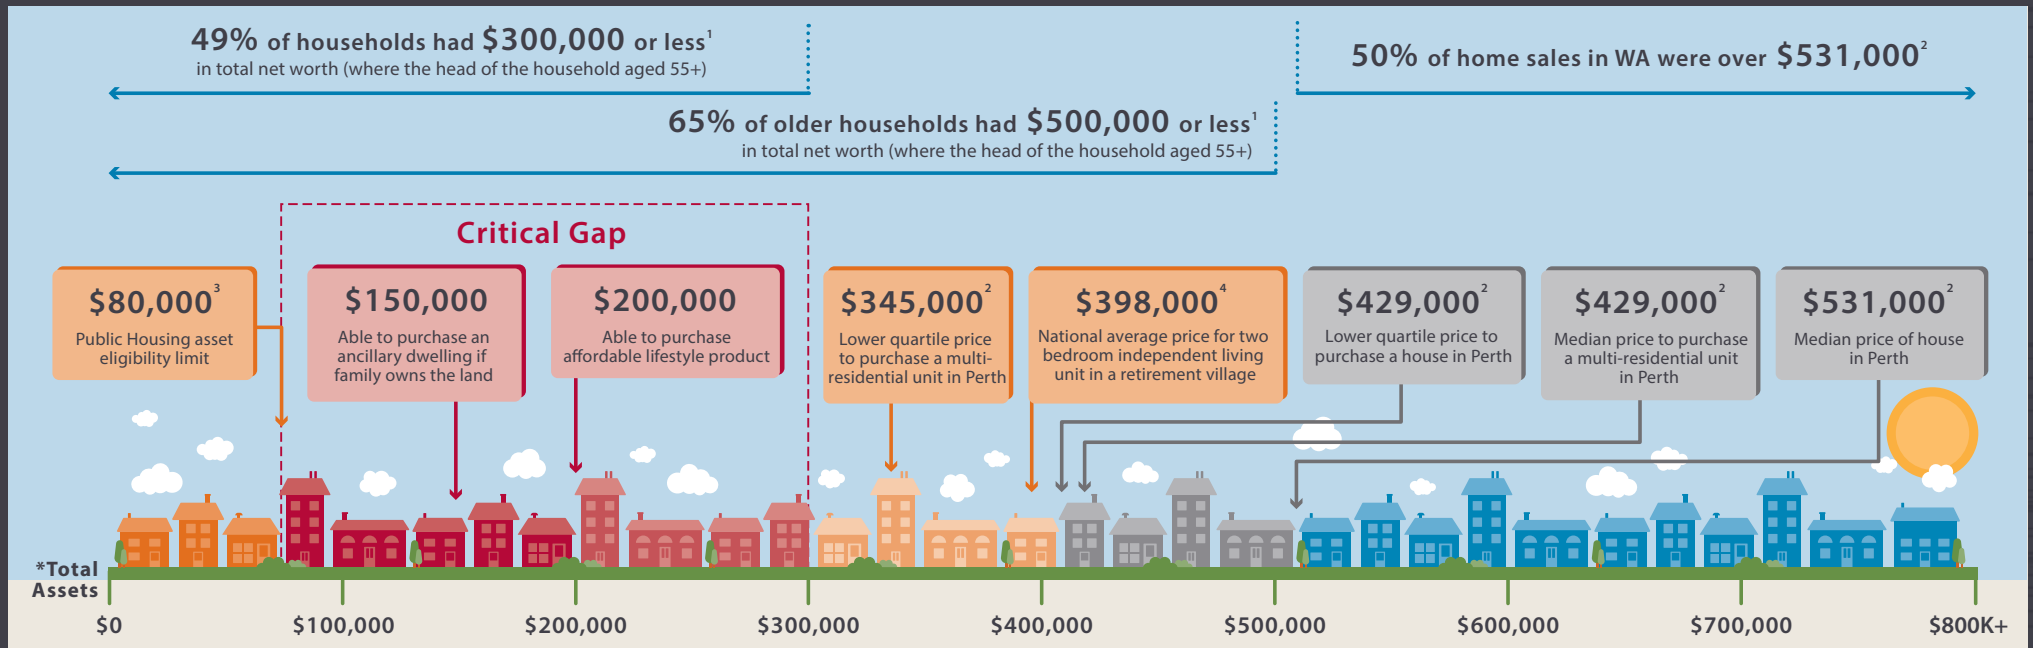 49% of households had $300,000 or less¹
in total net worth (where the head of the household aged 55+)
50% of home sales in WA were over $531,000²
65% of older households had $500,000 or less¹
in total net worth (where the head of the household aged 55+)
Critical Gap
$80,000³
Public Housing asset
eligibility limit
$150,000
Able to purchase an
ancillary dwelling if
family owns the land
$200,000
Able to purchase
affordable lifestyle product
$345,000²
Lower quartile price
to purchase a multi-
residential unit in Perth
$398,000⁴
National average price for two
bedroom independent living
unit in a retirement village
$429,000²
Lower quartile price to
purchase a house in Perth
$429,000²
Median price to purchase
a multi-residential unit
in Perth
$531,000²
Median price of house
in Perth
*Total
Assets
$0
$100,000
$200,000
$300,000
$400,000
$500,000
$600,000
$700,000
$800K+